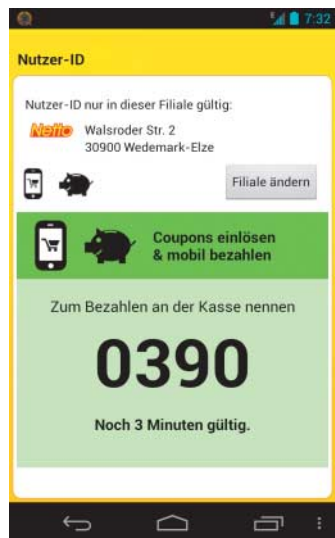 7:32
Nutzer-ID
Nutzer-ID nur in dieser Filiale gültig:
Netto Walsroder Str. 2
30900 Wedemark-Elze
Filiale ändern
Coupons einlösen
& mobil bezahlen
Zum Bezahlen an der Kasse nennen
0390
Noch 3 Minuten gültig.